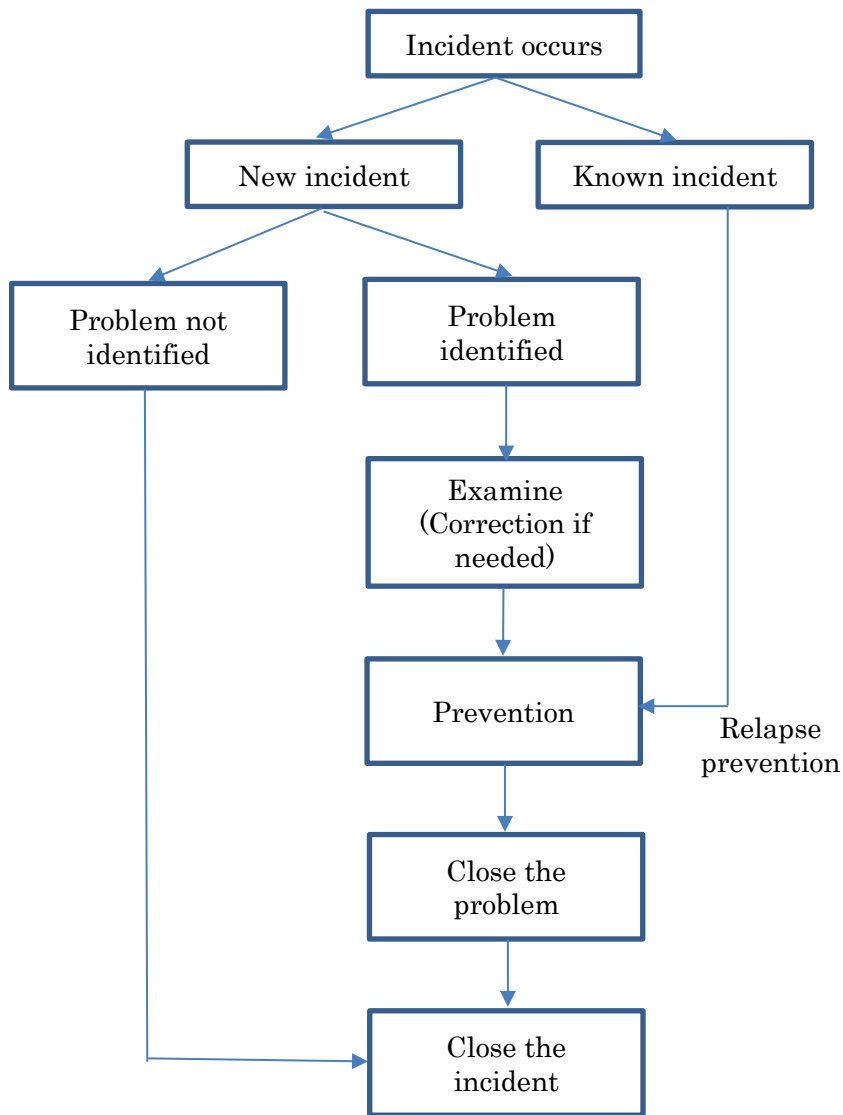 Incident occurs
New incident
Known incident
Problem not
identified
Problem
identified
Examine
(Correction if
needed)
Prevention
Relapse
prevention
Close the
problem
Close the
incident